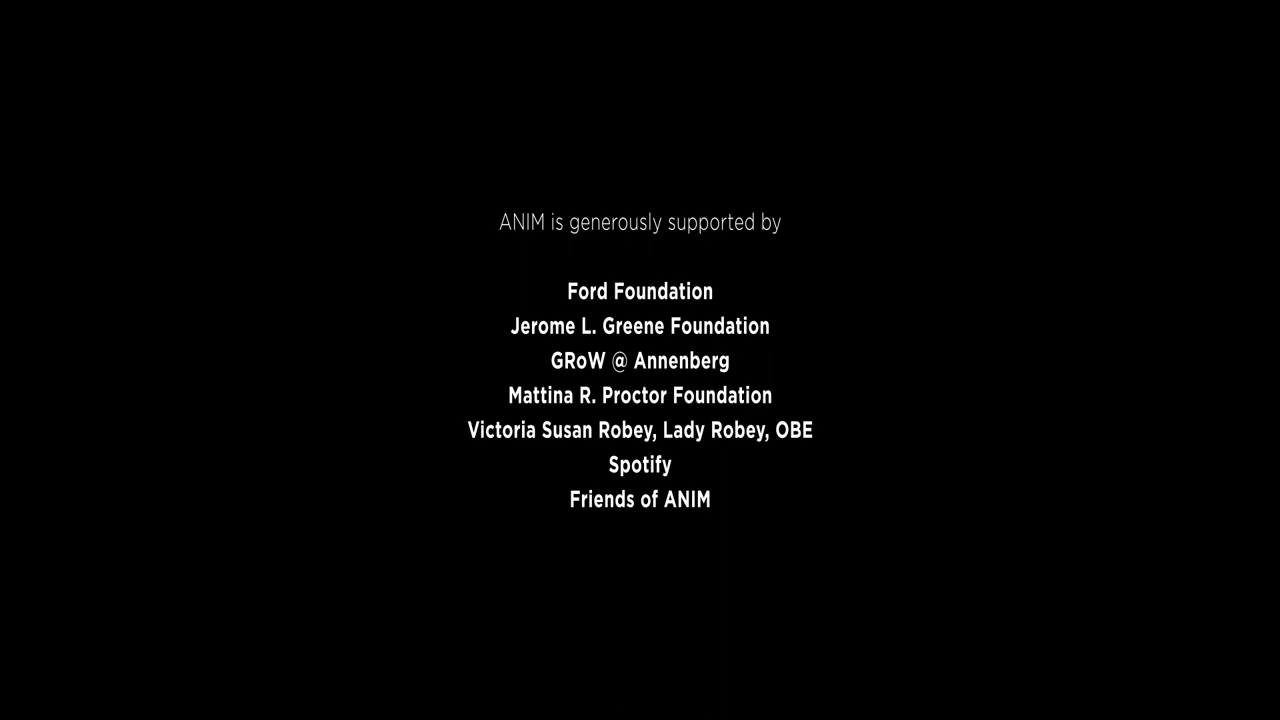 ANIM is generously supported by
Ford Foundation
Jerome L. Greene Foundation
GRoW @ Annenberg
Mattina R. Proctor Foundation
Victoria Susan Robey, Lady Robey, OBE
Spotify
Friends of ANIM